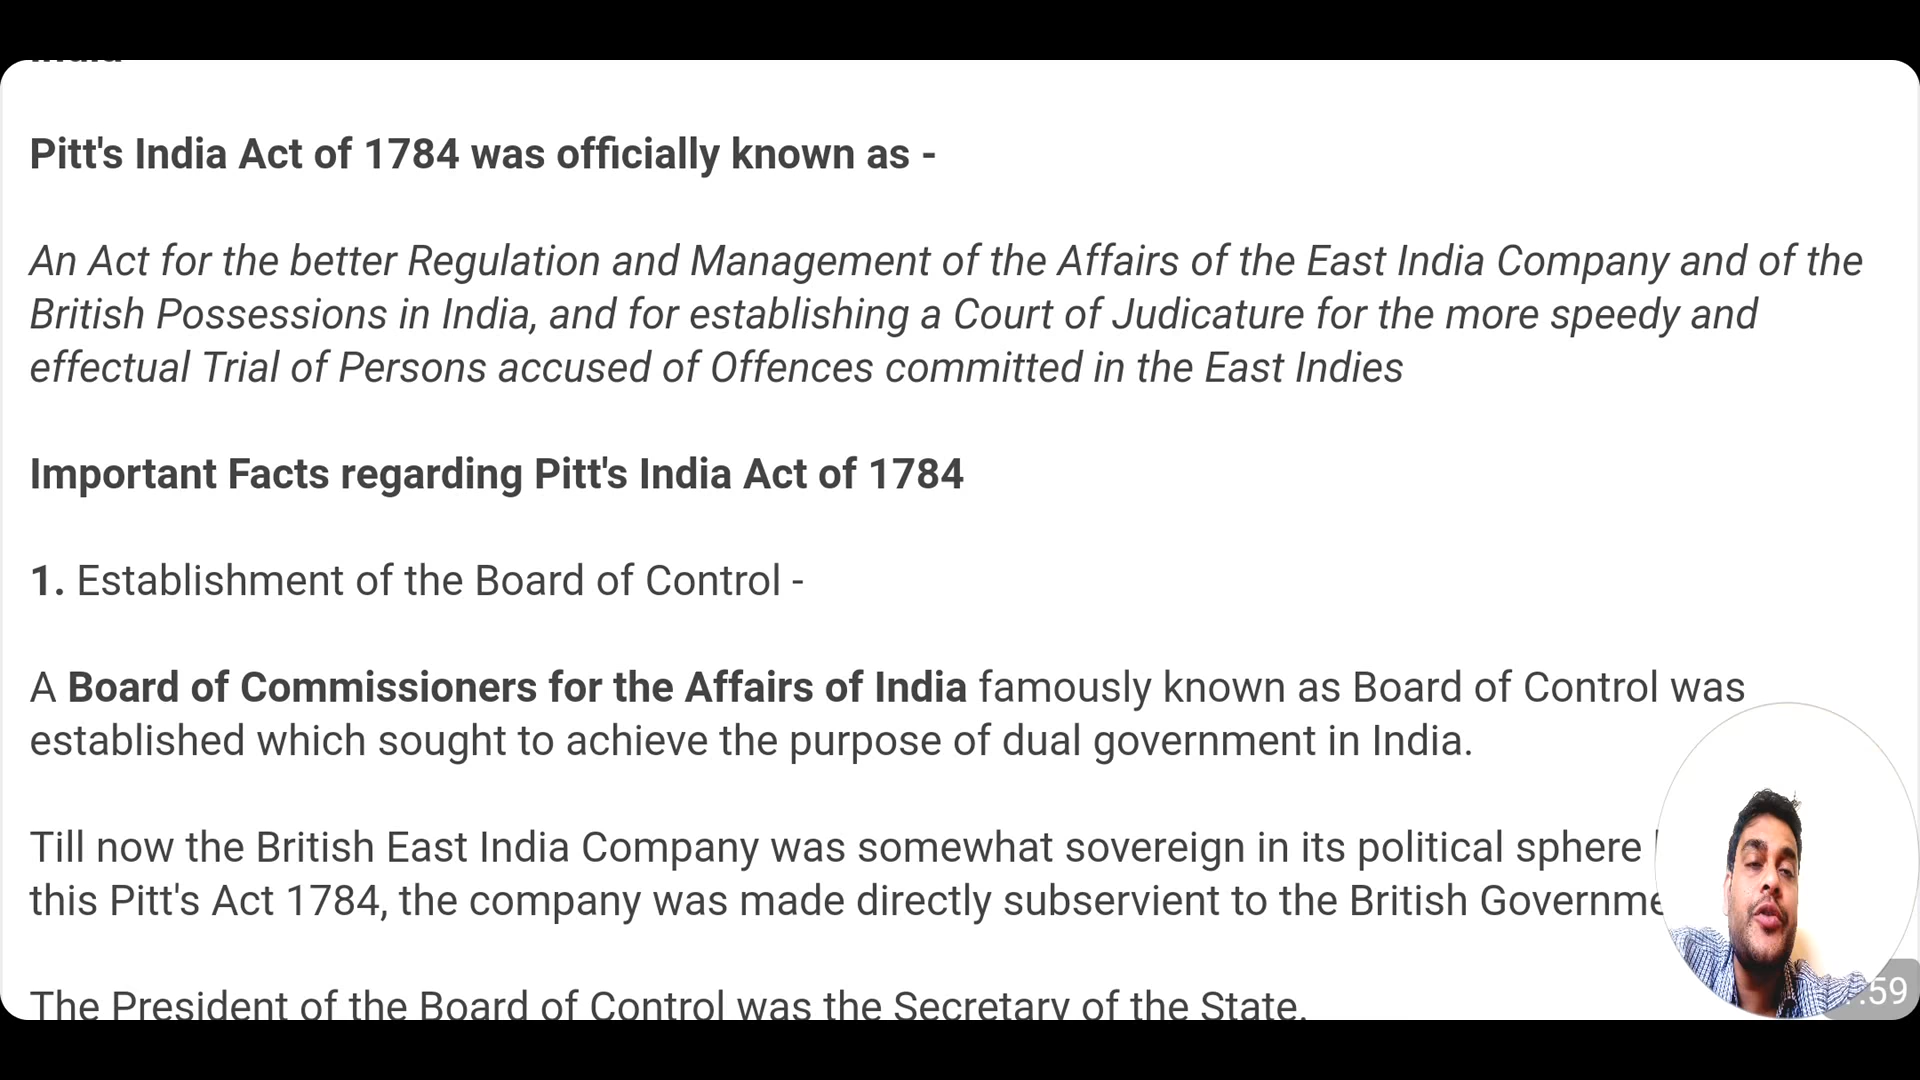 Pitt's India Act of 1784 was officially known as -
An Act for the better Regulation and Management of the Affairs of the East India Company and of the
British Possessions in India, and for establishing a Court of Judicature for the more speedy and
effectual Trial of Persons accused of Offences committed in the East Indies
Important Facts regarding Pitt's India Act of 1784
1. Establishment of the Board of Control -
A Board of Commissioners for the Affairs of India famously known as Board of Control was
established which sought to achieve the purpose of dual government in India.
Till now the British East India Company was somewhat sovereign in its political sphere
this Pitt's Act 1784, the company was made directly subservient to the British
The President of the Board of Control was the Secretary of the State.